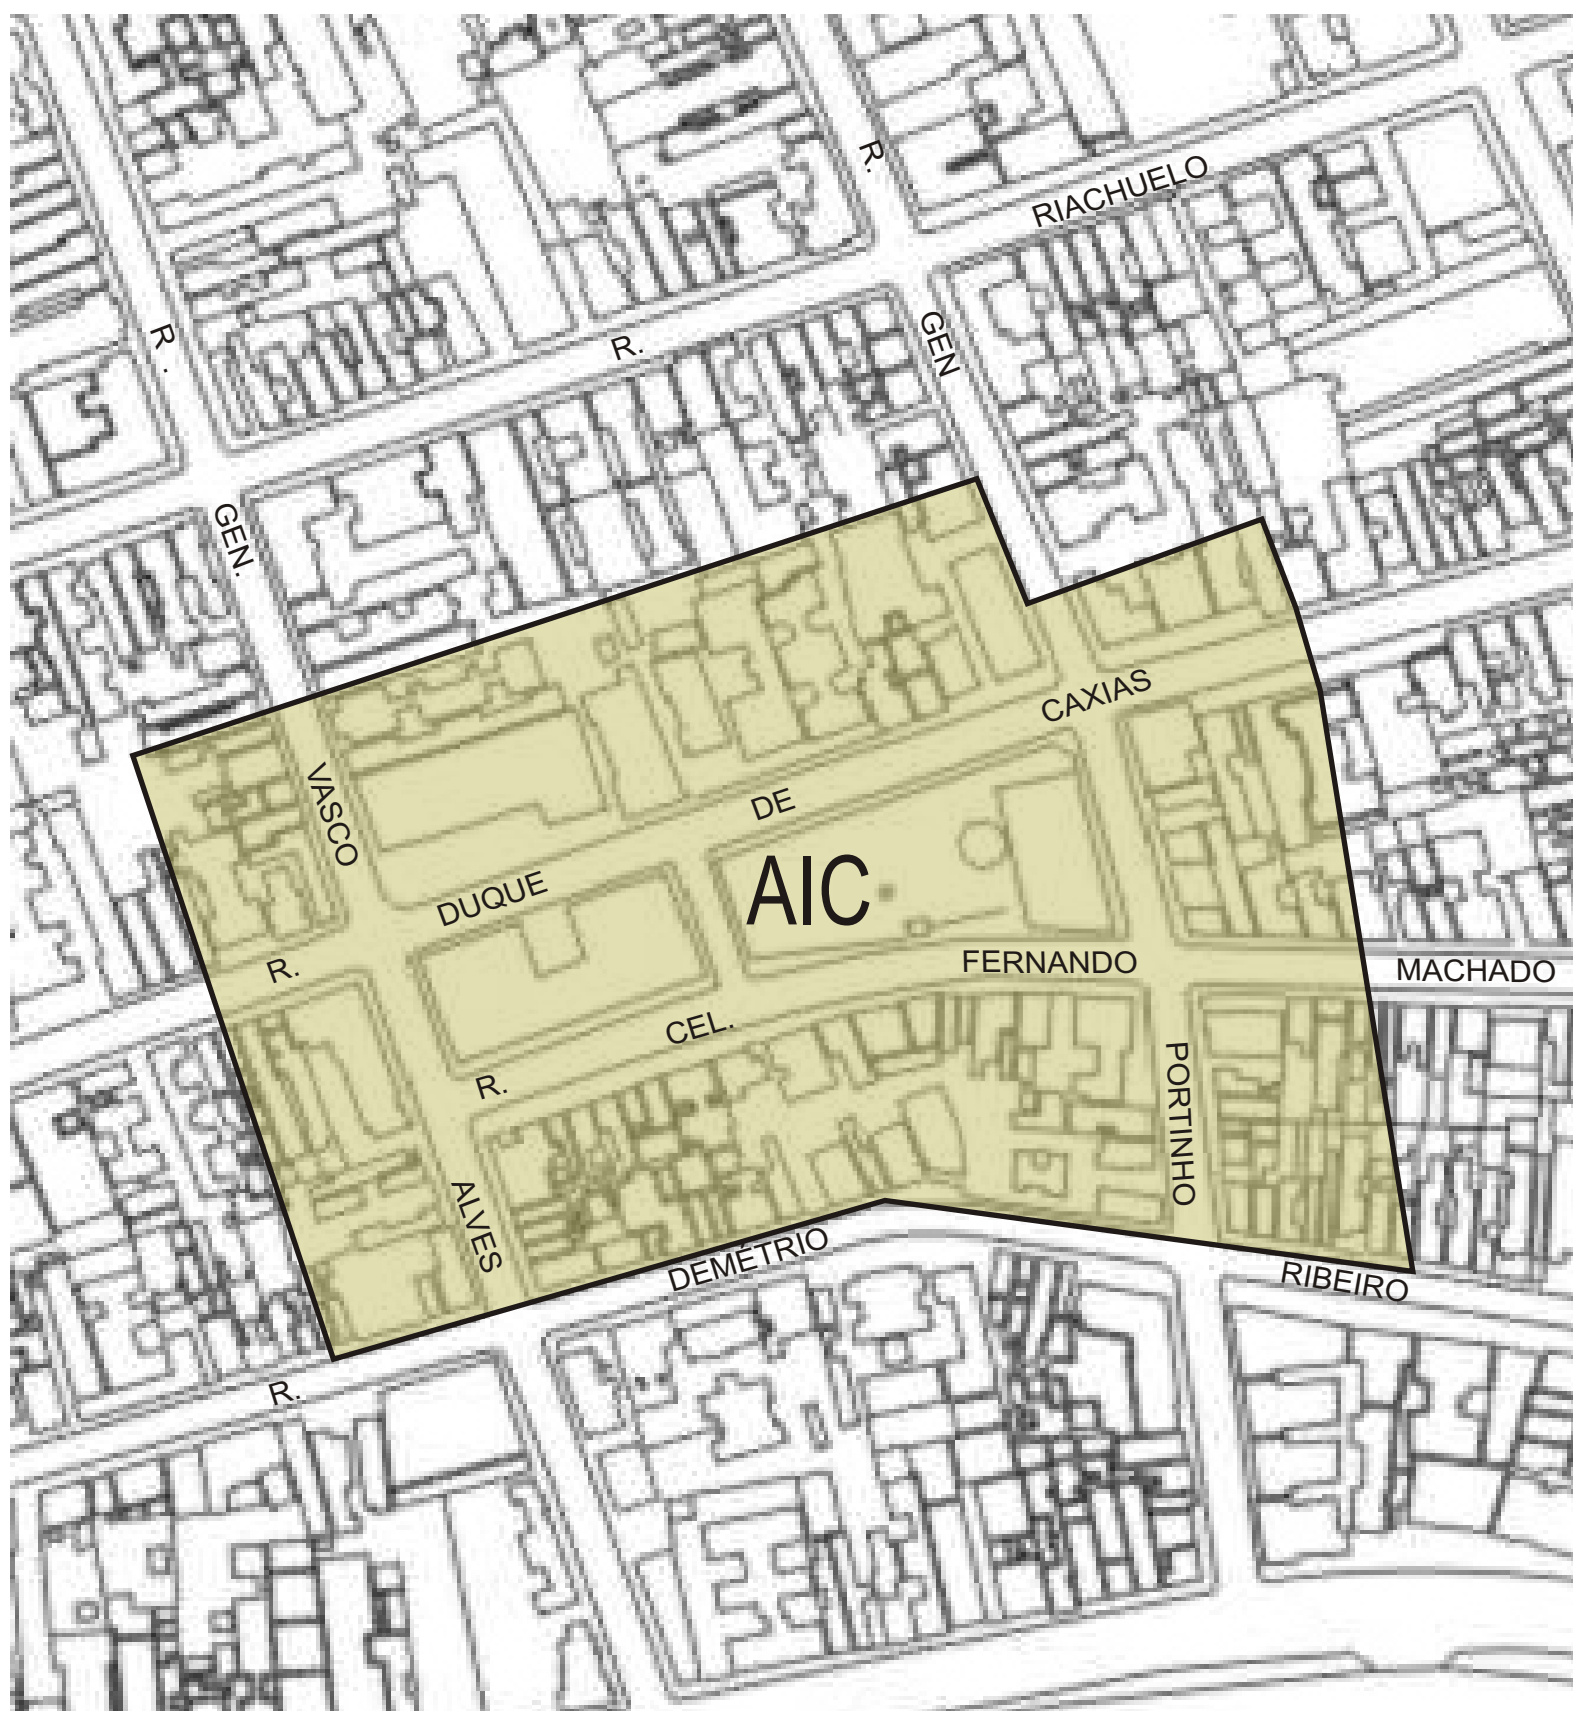 R.
RIACHUELO
R.
GEN
R.
GEN.
CAXIAS
VASCO
DE
AIC
DUQUE
R.
FERNANDO
MACHADO
CEL.
R.
PORTINHO
ALVES
DEMÉTRIO
RIBEIRO
R.